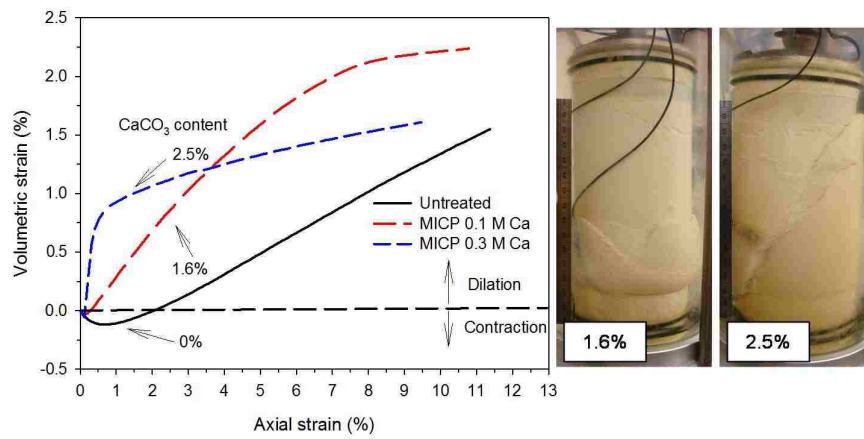 Volumetric strain (%)
2.5
2.0
1.5
1.0
0.5
0.0
-0.5
CaCO3 content
2.5%
1.6%
0%
Untreated
MICP 0.1 M Ca
MICP 0.3 M Ca
Dilation
Contraction
0 1 2 3 4 5 6 7 8 9 10 11 12 13
Axial strain (%)
1.6%
2.5%